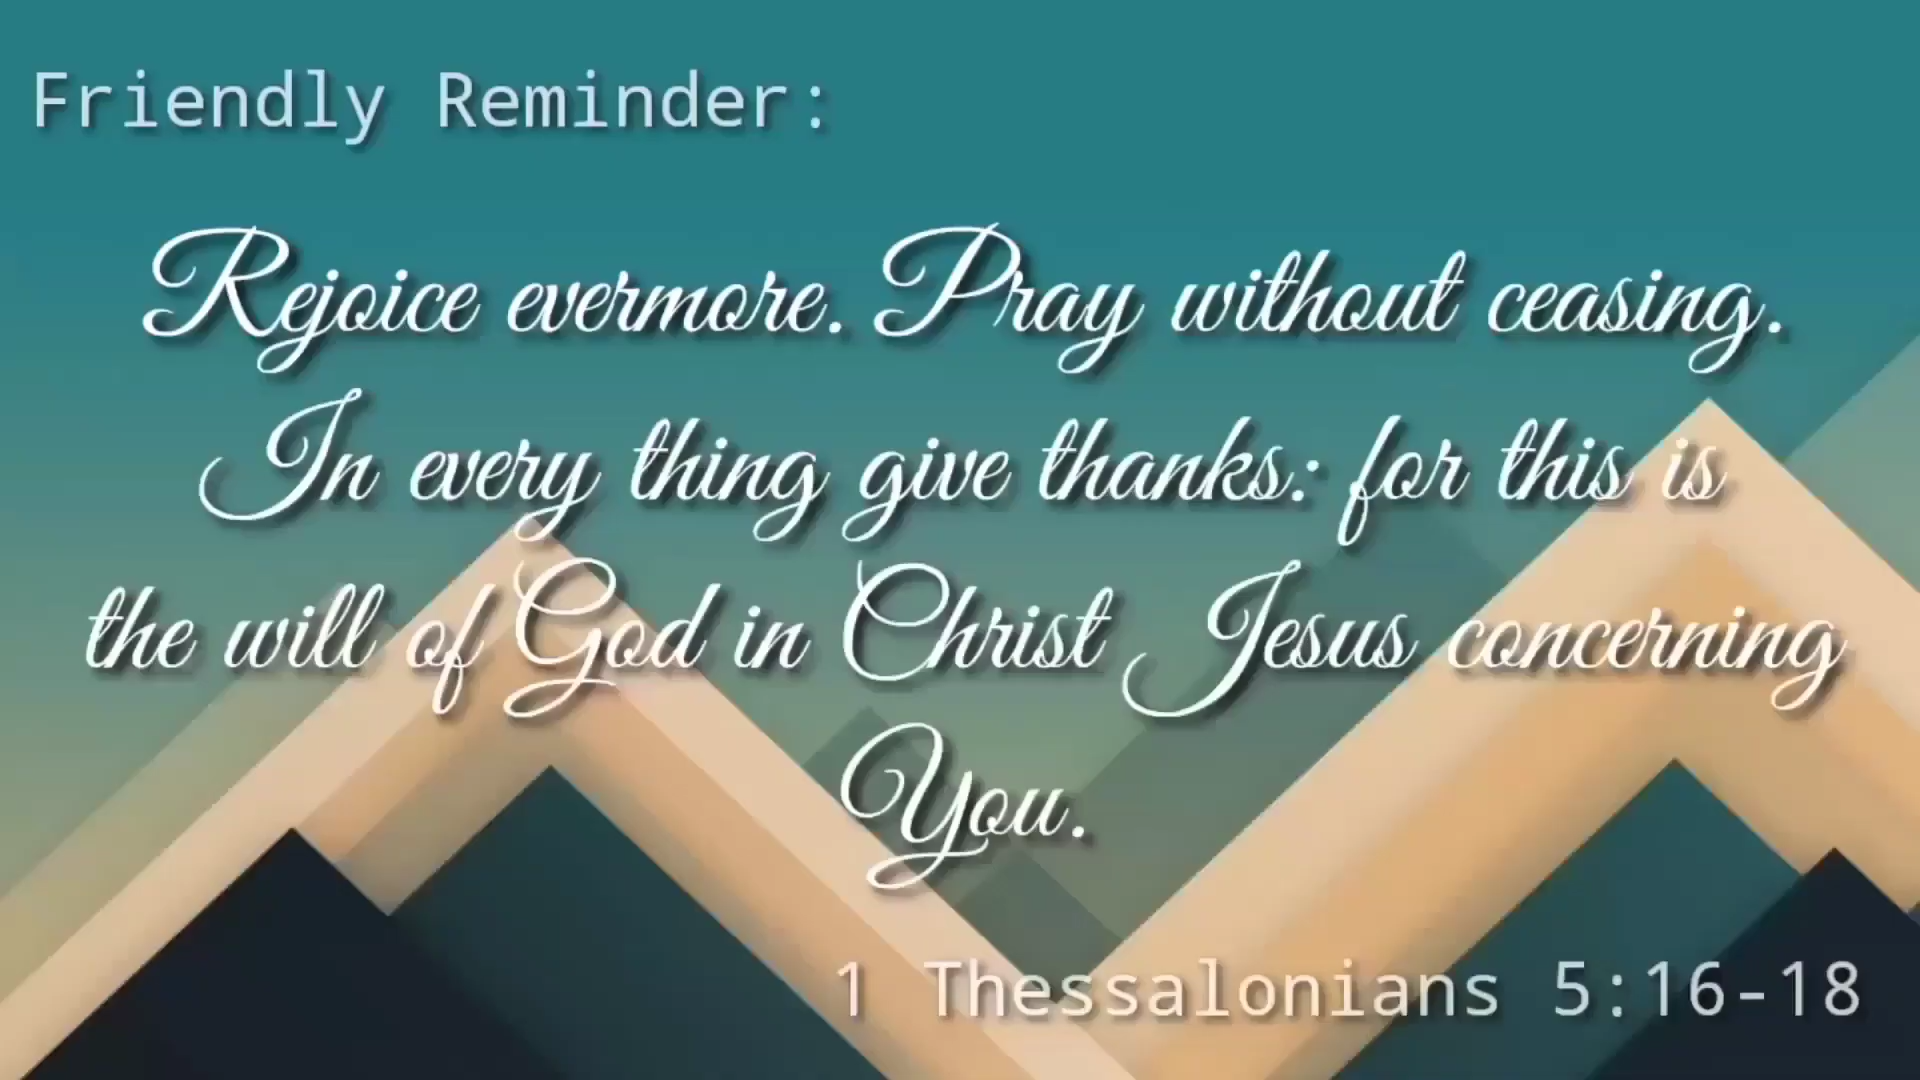 Friendly Reminder:
Rejoice evermore. Pray without ceasing.
In every thing give thanks: for this is
the will of God in Christ Jesus concerning
You.
1 Thessalonians 5:16-18